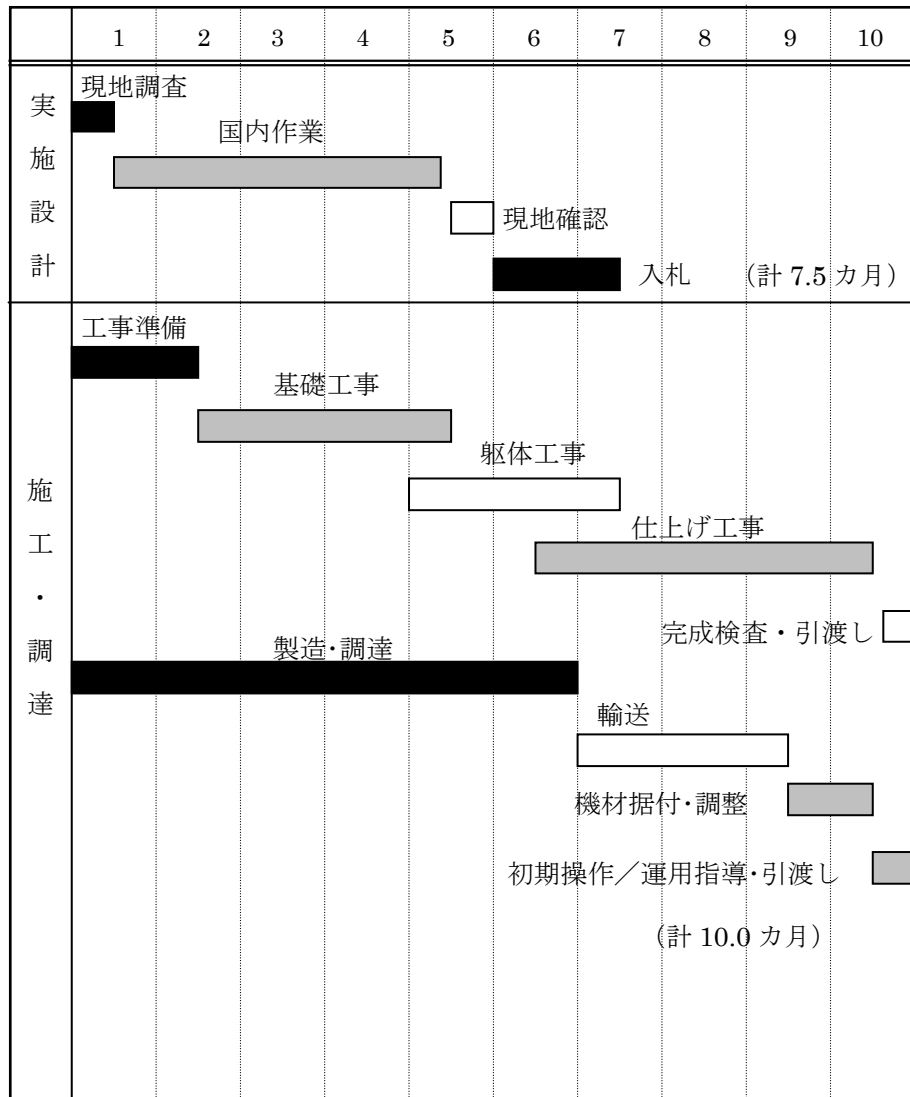 1 2 3 4 5 6 7 8 9 10
実施設計
現地調査
国内作業
現地確認
入札 （計 7.5 カ月）
施工・調達
工事準備
基礎工事
躯体工事
仕上げ工事
完成検査・引渡し
製造･調達
輸送
機材据付･調整
初期操作／運用指導･引渡し
（計 10.0 カ月）